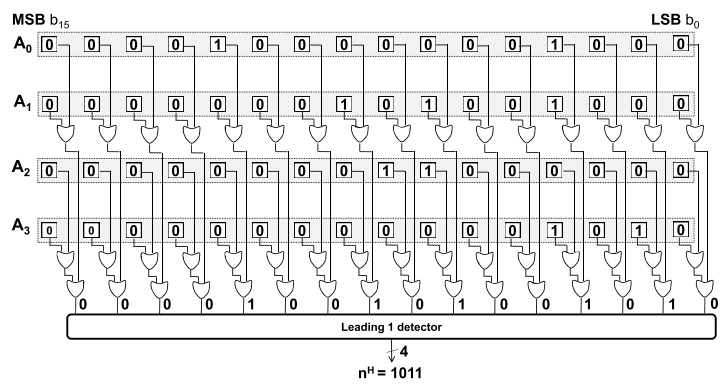 MSB b15 LSB b0
A0 0 0 0 0 1 0 0 0 0 0 0 0 1 0 0 0
A1 0 0 0 0 0 0 0 1 0 1 0 0 1 0 0 0
A2 0 0 0 0 0 0 0 0 1 1 0 0 0 0 0 0
A3 0 0 0 0 0 0 0 0 0 0 0 0 1 0 1 0
0 0 0 0 1 0 0 1 0 1 0 0 1 0 1 0
Leading 1 detector
4
nH = 1011